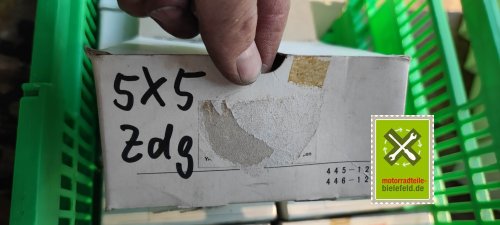 5X5
Zdg
445-12
446-12
motorradteile-
bielefeld.de